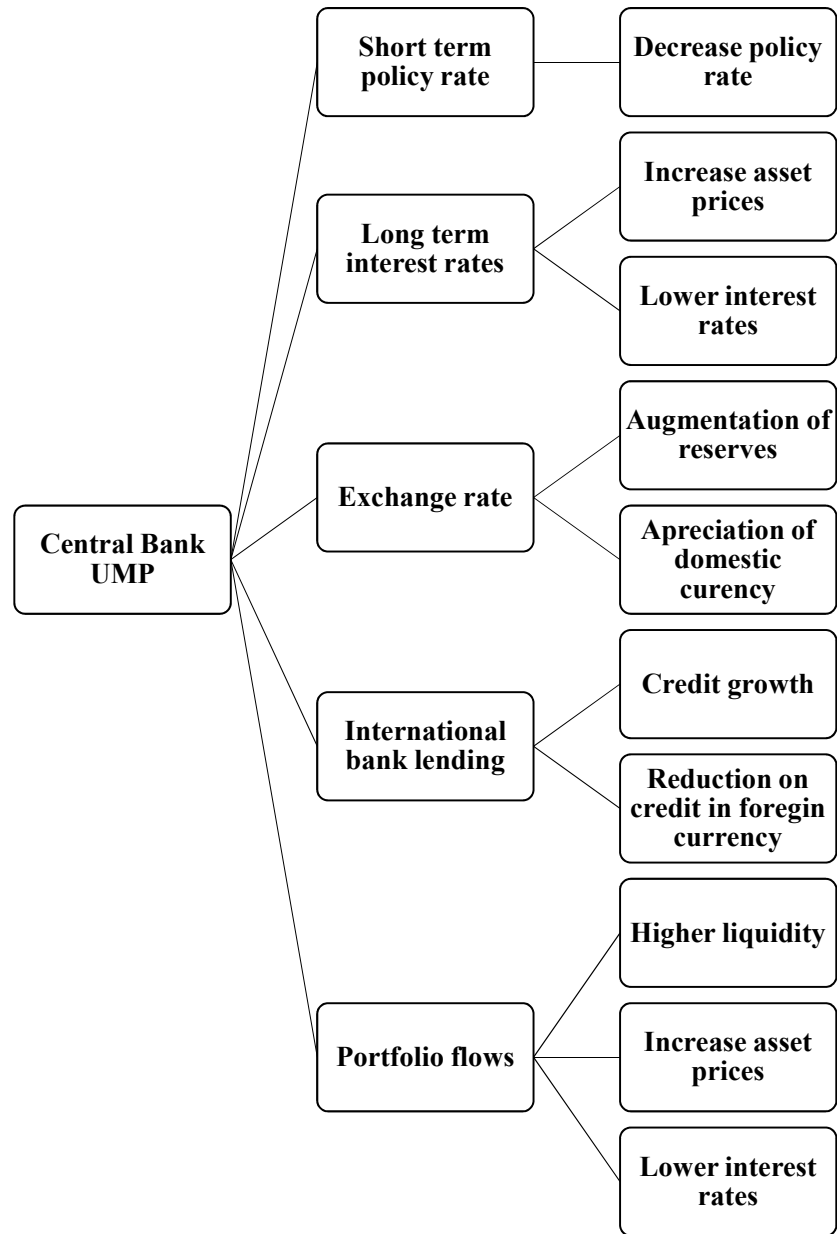 Short term
policy rate
Decrease policy
rate
Increase asset
prices
Long term
interest rates
Lower interest
rates
Augmentation of
reserves
Exchange rate
Apreciation of
domestic
curency
Central Bank
UMP
Credit growth
International
bank lending
Reduction on
credit in foregin
currency
Higher liquidity
Portfolio flows
Increase asset
prices
Lower interest
rates